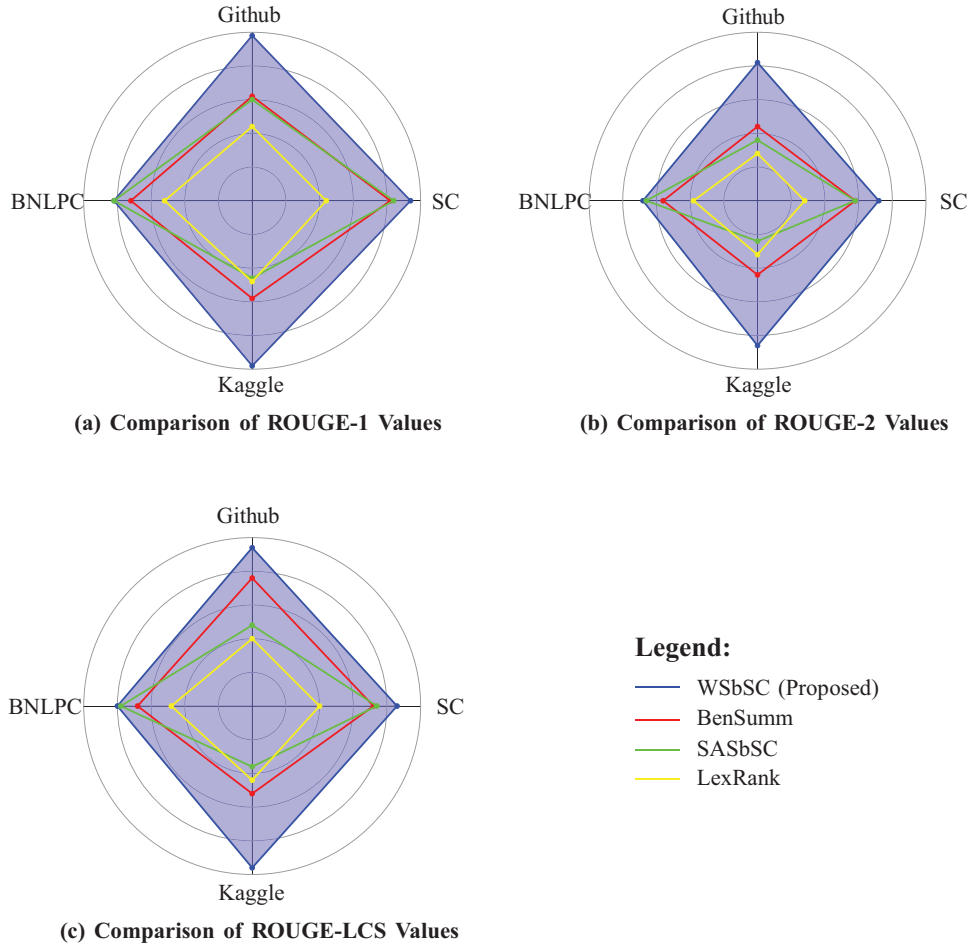 Github
BNLPC
SC
Kaggle
(a) Comparison of ROUGE-1 Values
Github
BNLPC
SC
Kaggle
(b) Comparison of ROUGE-2 Values
Github
BNLPC
SC
Kaggle
(c) Comparison of ROUGE-LCS Values
Legend:
WSbSC (Proposed)
BenSumm
SASbSC
LexRank